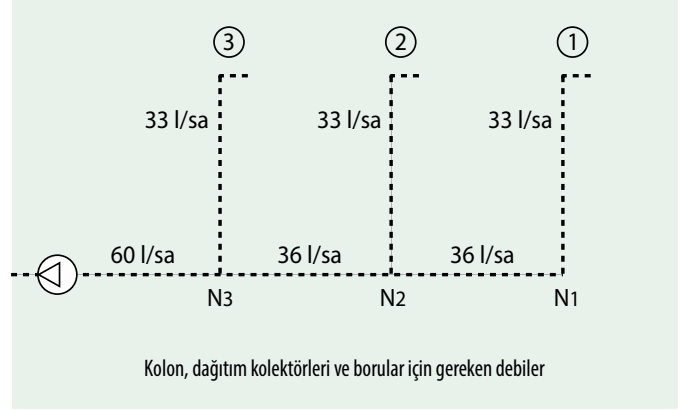 3 2 1
33 l/sa 33 l/sa 33 l/sa
60 l/sa 36 l/sa 36 l/sa
N3 N2 N1
Kolon, dağıtım kolektörleri ve borular için gereken debiler